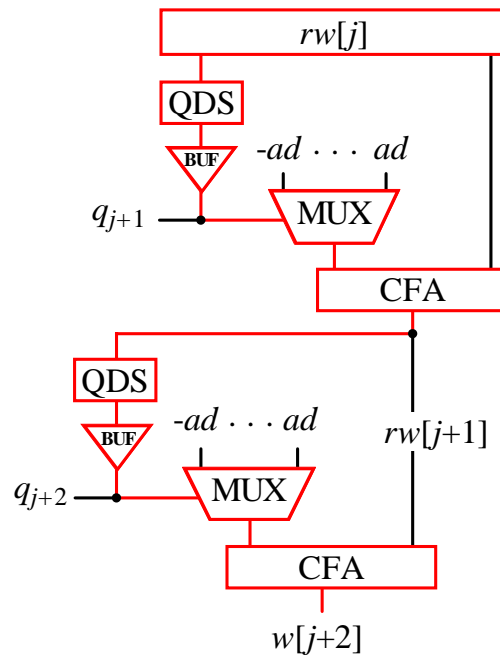 rw[j]
QDS
BUF
-ad . . . ad
MUX
q_{j+1}
CFA
QDS
BUF
-ad . . . ad
rw[j+1]
MUX
q_{j+2}
CFA
w[j+2]